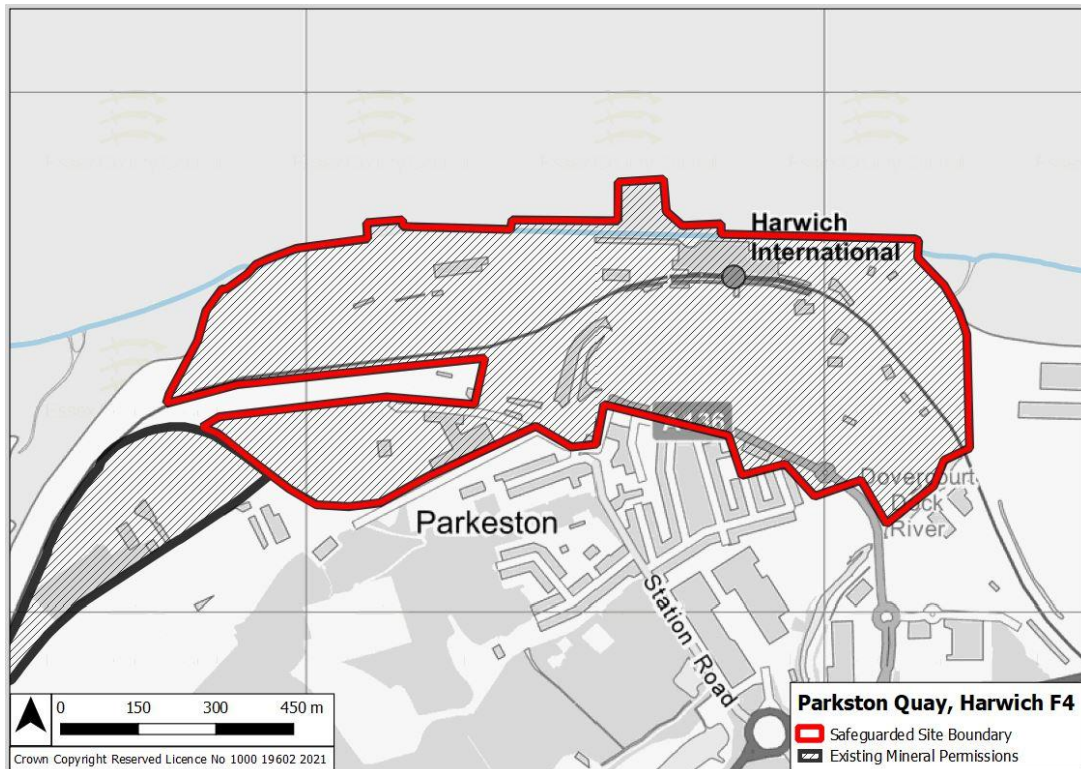 Harwich
International
A136
Dovercourt
Dock
River
Parkeston
Station Road
0 150 300 450 m
Crown Copyright Reserved Licence No 1000 19602 2021
Parkston Quay, Harwich F4
Safeguarded Site Boundary
Existing Mineral Permissions